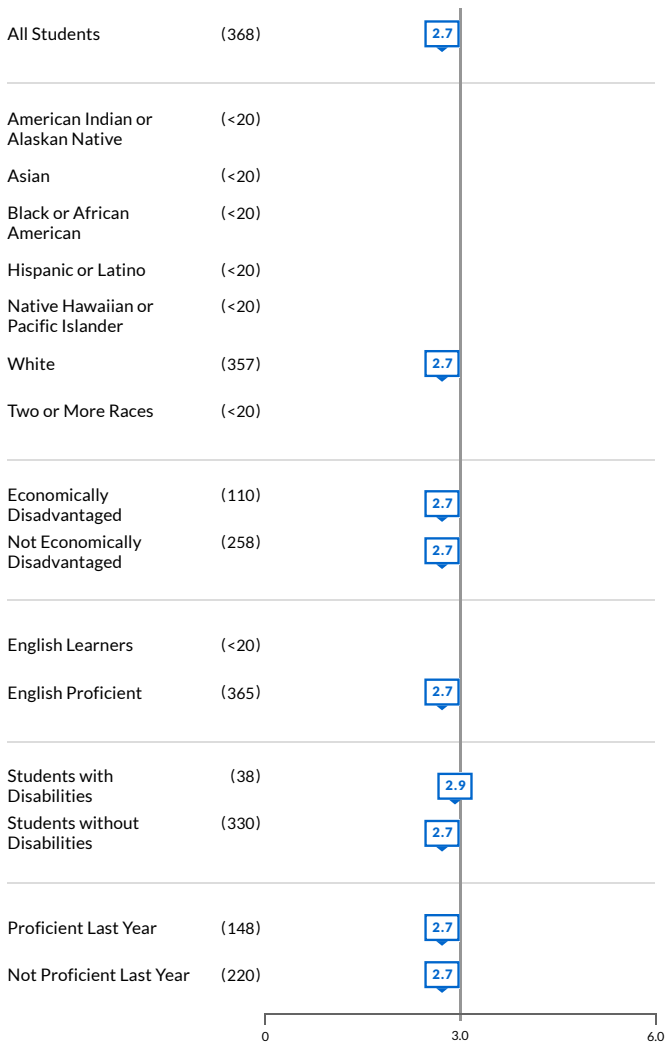 All Students (368) 2.7
American Indian or (<20)
Alaskan Native
Asian (<20)
Black or African (<20)
American
Hispanic or Latino (<20)
Native Hawaiian or (<20)
Pacific Islander
White (357) 2.7
Two or More Races (<20)
Economically (110) 2.7
Disadvantaged
Not Economically (258) 2.7
Disadvantaged
English Learners (<20)
English Proficient (365) 2.7
Students with (38) 2.9
Disabilities
Students without (330) 2.7
Disabilities
Proficient Last Year (148) 2.7
Not Proficient Last Year (220) 2.7
0 3.0 6.0